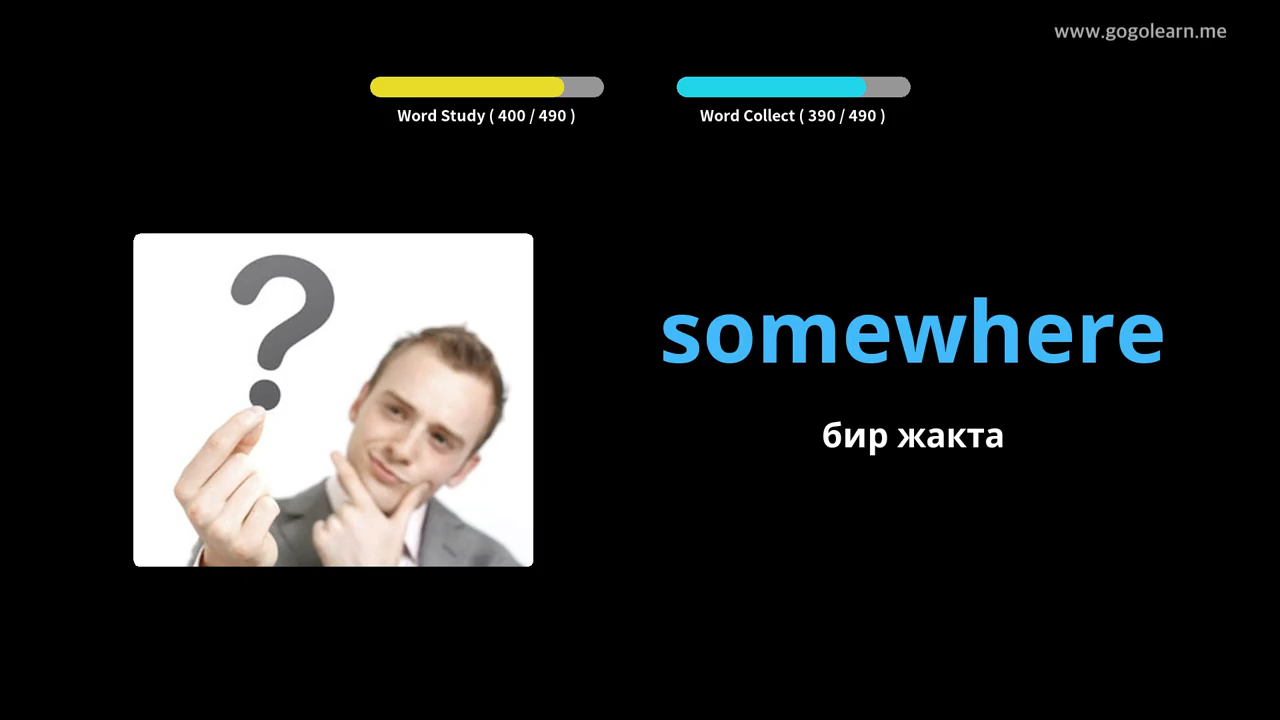 www.gogolearn.me
Word Study ( 400 / 490 )
Word Collect ( 390 / 490 )
?
somewhere
бир жакта